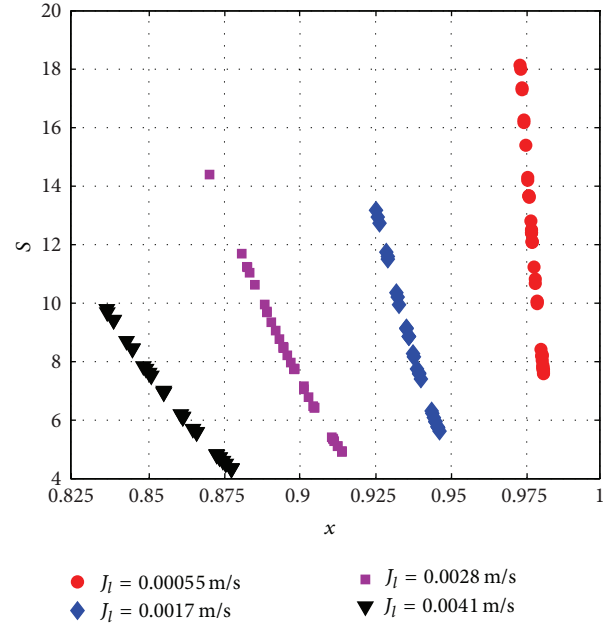 20
18
16
14
12
10
8
6
4
S
0.825 0.85 0.875 0.9 0.925 0.95 0.975 1
x
J_l = 0.00055 m/s
J_l = 0.0028 m/s
J_l = 0.0017 m/s
J_l = 0.0041 m/s